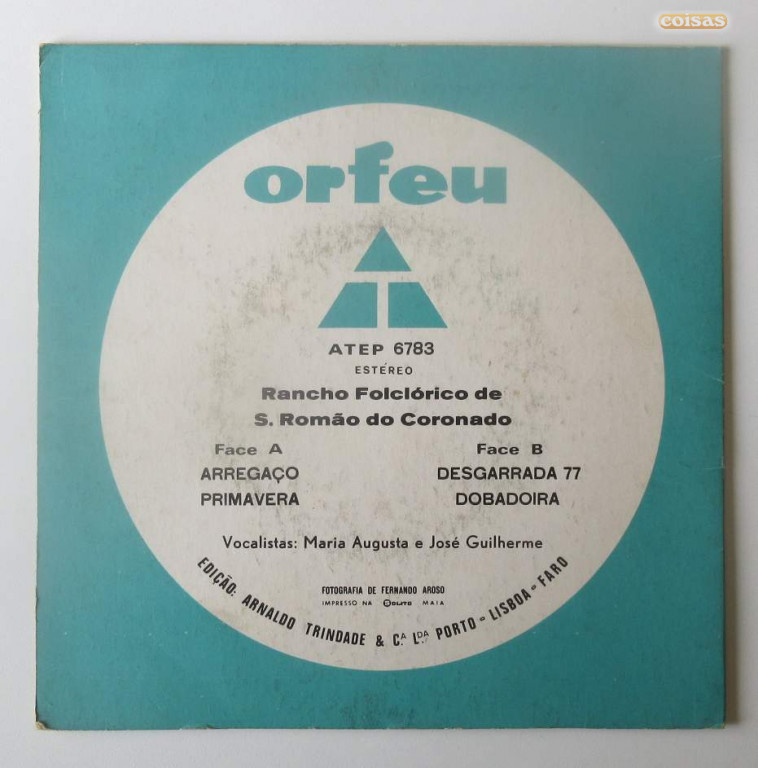 coisas
orfeu
ATEP 6783
ESTÉREO
Rancho Folclórico de
S. Romão do Coronado
Face A
ARREGAÇO
PRIMAVERA
Face B
DESGARRADA 77
DOBADOIRA
Vocalistas: Maria Augusta e José Guilherme
FOTOGRAFIA DE FERNANDO AROSO
IMPRESSO NA MAIA
EDIÇÃO: ARNALDO TRINDADE & C.ª L.DA PORTO - LISBOA - FARO